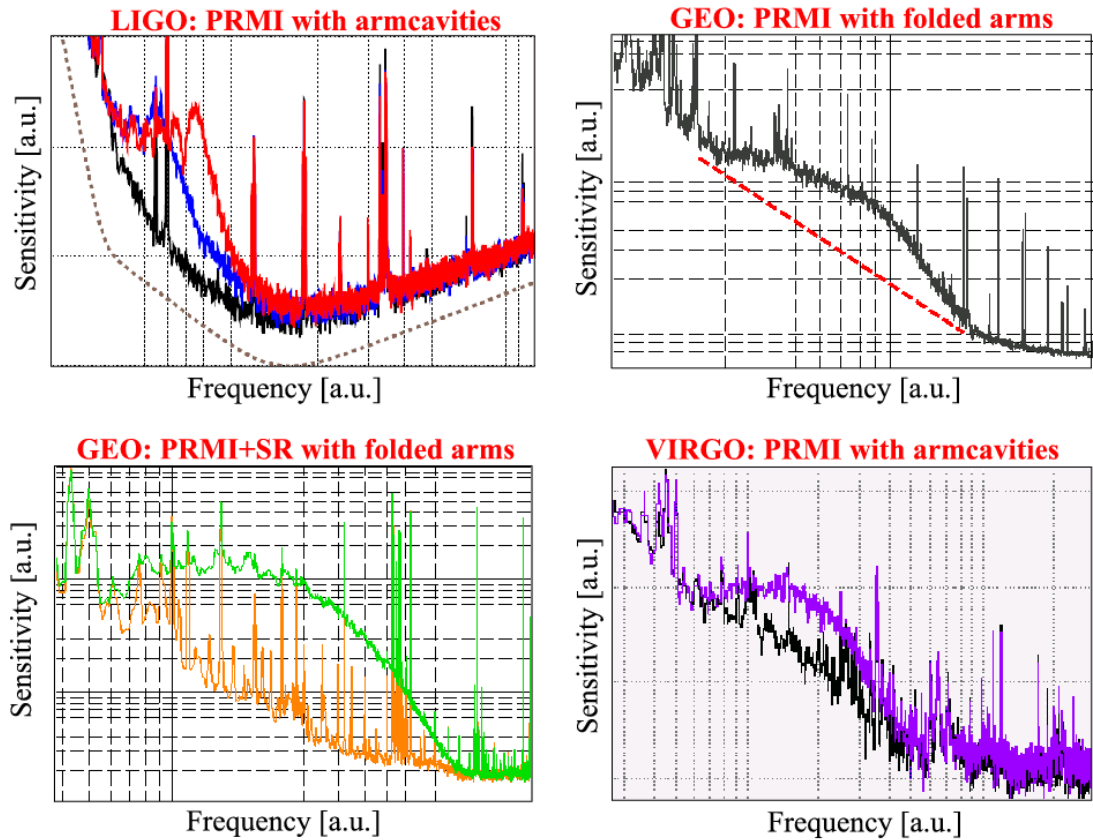 LIGO: PRMI with armcavities
Sensitivity [a.u.]
Frequency [a.u.]
GEO: PRMI with folded arms
Sensitivity [a.u.]
Frequency [a.u.]
GEO: PRMI+SR with folded arms
Sensitivity [a.u.]
Frequency [a.u.]
VIRGO: PRMI with armcavities
Sensitivity [a.u.]
Frequency [a.u.]